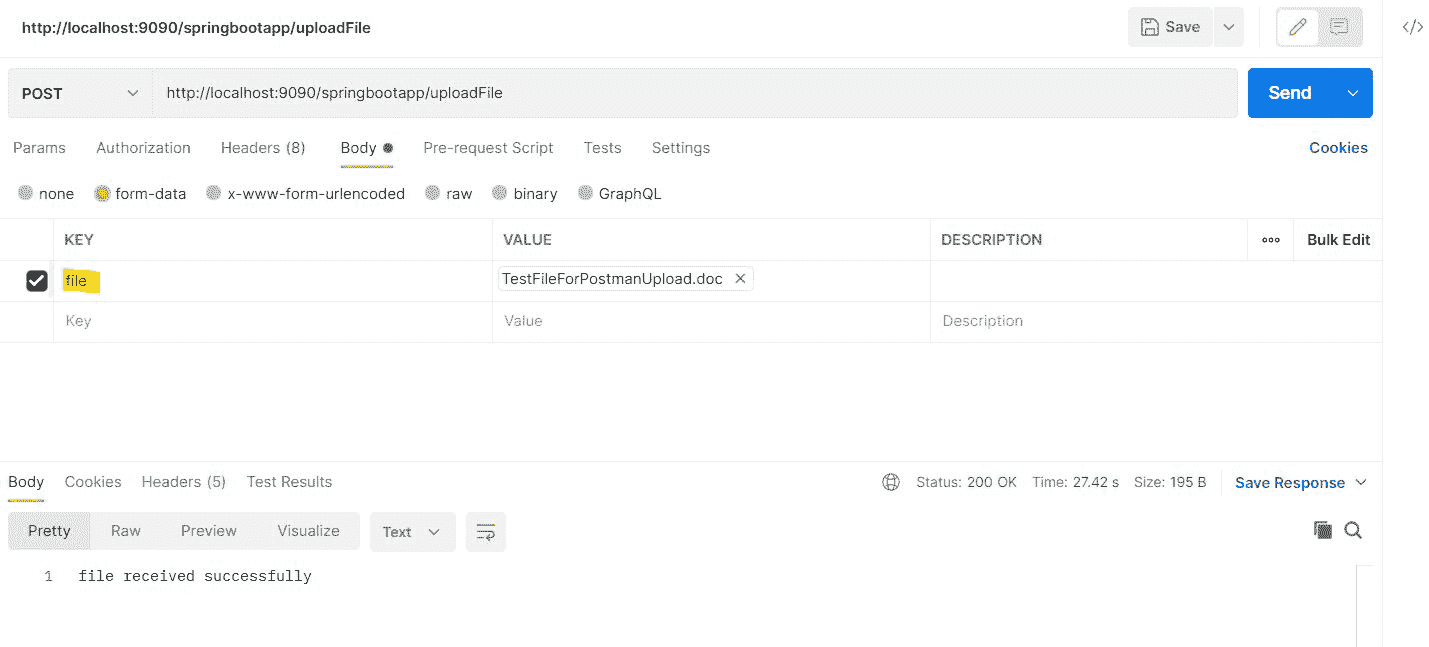 http://localhost:9090/springbootapp/uploadFile Save </>
POST http://localhost:9090/springbootapp/uploadFile Send
Params Authorization Headers (8) Body Pre-request Script Tests Settings Cookies
none form-data x-www-form-urlencoded raw binary GraphQL
KEY VALUE DESCRIPTION ooo Bulk Edit
file TestFileForPostmanUpload.doc ×
Key Value Description
Body Cookies Headers (5) Test Results Status: 200 OK Time: 27.42 s Size: 195 B Save Response
Pretty Raw Preview Visualize Text
1 file received successfully